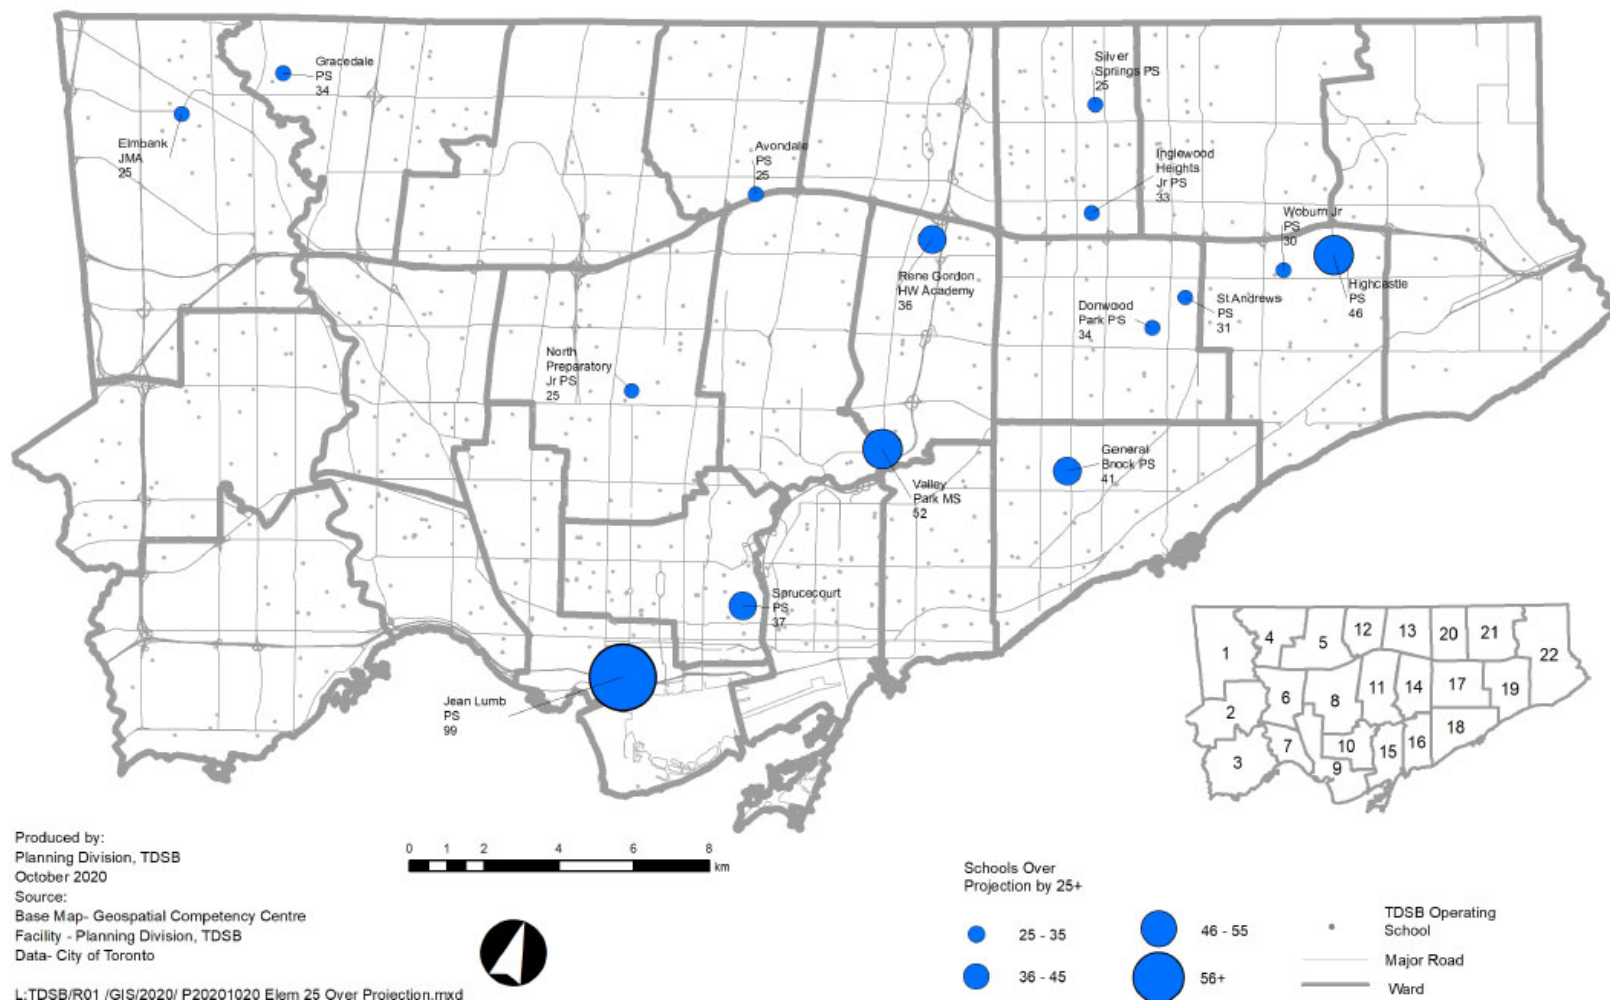 Gracedale
PS
34
Elmbank
JMA
25
Avondale
PS
25
Silver
Springs PS
25
Inglewood
Heights
Jr PS
33
Woburn Jr
PS
30
Rene Gordon
HW Academy
36
Donwood
Park PS
34
St Andrews
PS
31
Highcastle
PS
46
North
Preparatory
Jr PS
25
Valley
Park MS
52
General
Brock PS
41
Sprucecourt
PS
37
Jean Lumb
PS
99
1
4
5
12
13
20
21
22
2
6
8
11
14
17
19
3
7
10
9
15
16
18
Produced by:
Planning Division, TDSB
October 2020
Source:
Base Map- Geospatial Competency Centre
Facility - Planning Division, TDSB
Data- City of Toronto
L:TDSB/R01 /GIS/2020/ P20201020 Elem 25 Over Projection.mxd
0 1 2 4 6 8
km
Schools Over
Projection by 25+
25 - 35
36 - 45
46 - 55
56+
TDSB Operating
School
Major Road
Ward